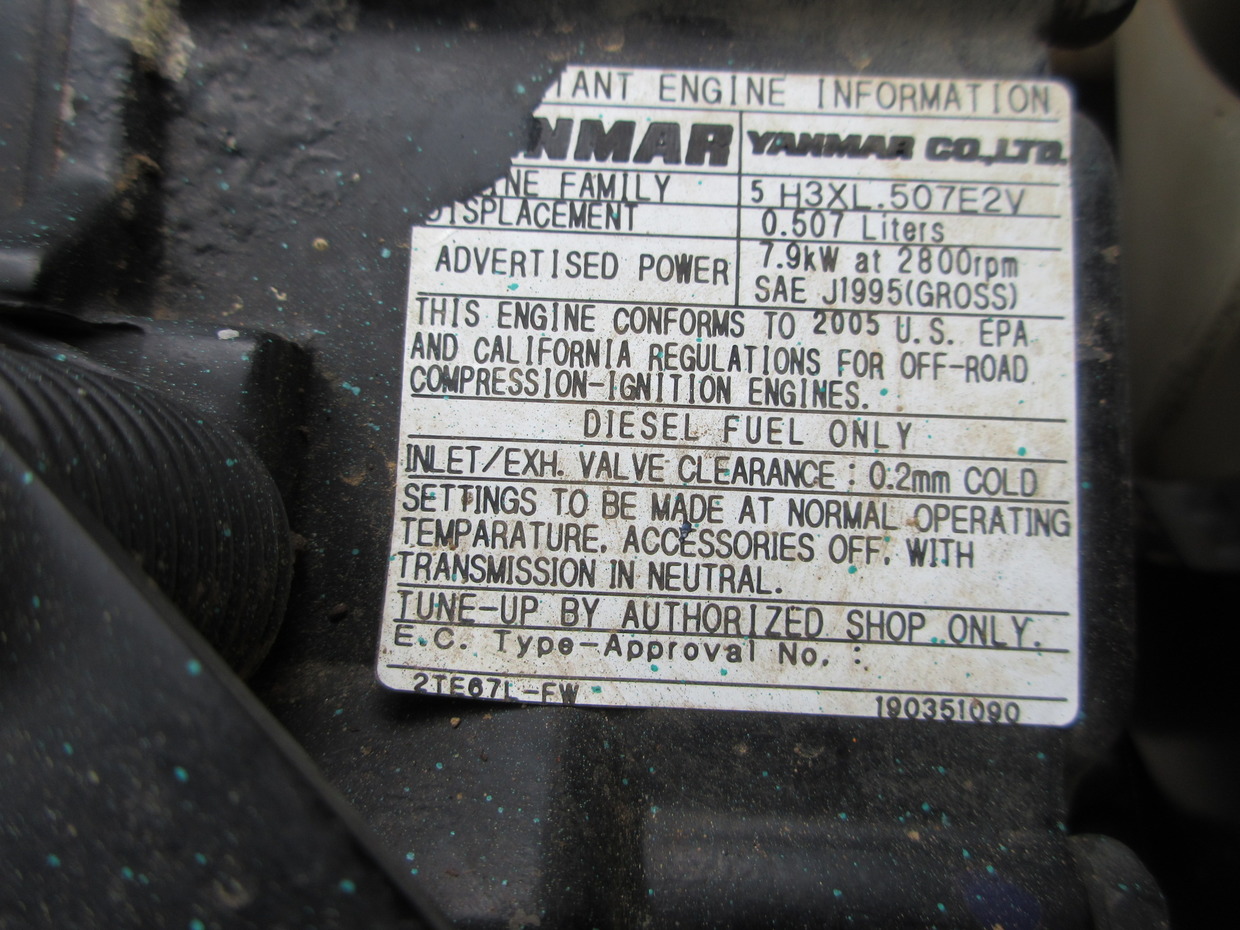 TANT ENGINE INFORMATION
NMAR YANMAR CO.,LTD.
NE FAMILY 5 H3XL.507E2V
DISPLACEMENT 0.507 Liters
ADVERTISED POWER 7.9kW at 2800rpm
SAE J1995(GROSS)
THIS ENGINE CONFORMS TO 2005 U.S. EPA
AND CALIFORNIA REGULATIONS FOR OFF-ROAD
COMPRESSION-IGNITION ENGINES.
DIESEL FUEL ONLY
INLET/EXH. VALVE CLEARANCE : 0.2mm COLD
SETTINGS TO BE MADE AT NORMAL OPERATING
TEMPARATURE. ACCESSORIES OFF. WITH
TRANSMISSION IN NEUTRAL.
TUNE-UP BY AUTHORIZED SHOP ONLY.
E.C. Type-Approval No. :
2TE67L-FW 190351090